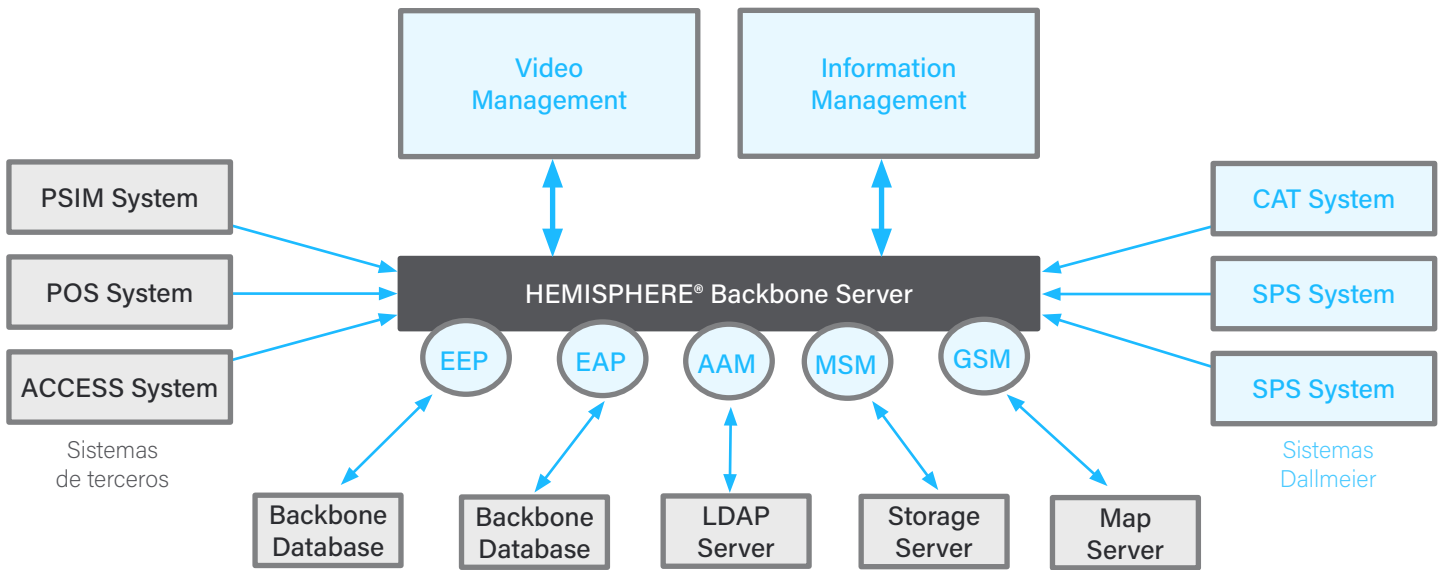 Video
Management
Information
Management
PSIM System
POS System
ACCESS System
Sistemas
de terceros
HEMISPHERE® Backbone Server
CAT System
SPS System
SPS System
Sistemas
Dallmeier
EEP
EAP
AAM
MSM
GSM
Backbone
Database
Backbone
Database
LDAP
Server
Storage
Server
Map
Server